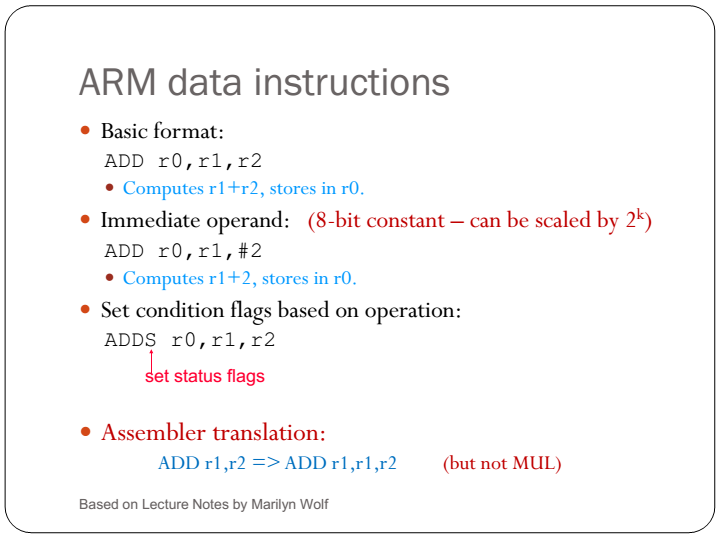 ARM data instructions
• Basic format:
ADD r0,r1,r2
• Computes r1+r2, stores in r0.
• Immediate operand: (8-bit constant – can be scaled by 2ᵏ)
ADD r0,r1,#2
• Computes r1+2, stores in r0.
• Set condition flags based on operation:
ADDS r0,r1,r2
set status flags
• Assembler translation:
ADD r1,r2 => ADD r1,r1,r2 (but not MUL)
Based on Lecture Notes by Marilyn Wolf